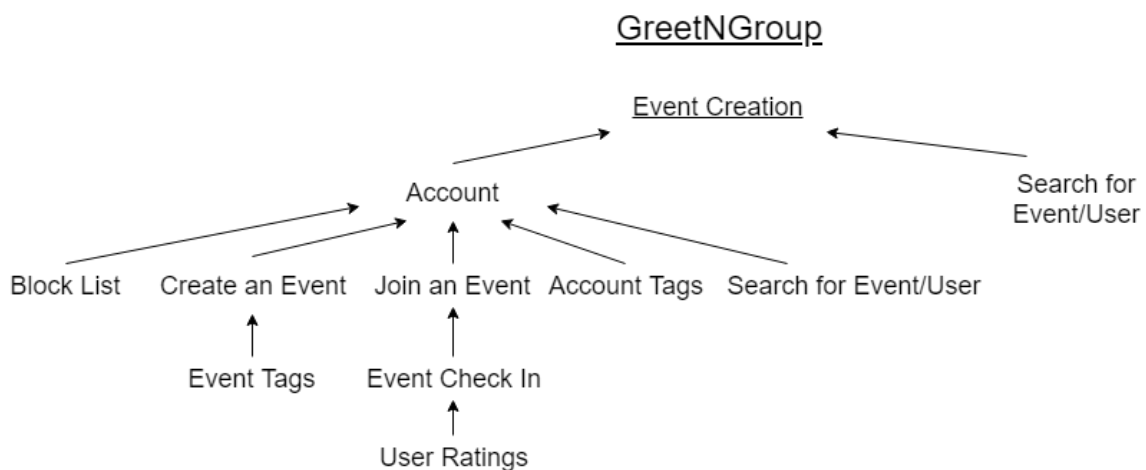 GreetNGroup
Event Creation
Account
Search for
Event/User
Block List
Create an Event
Join an Event
Account Tags
Search for Event/User
Event Tags
Event Check In
User Ratings